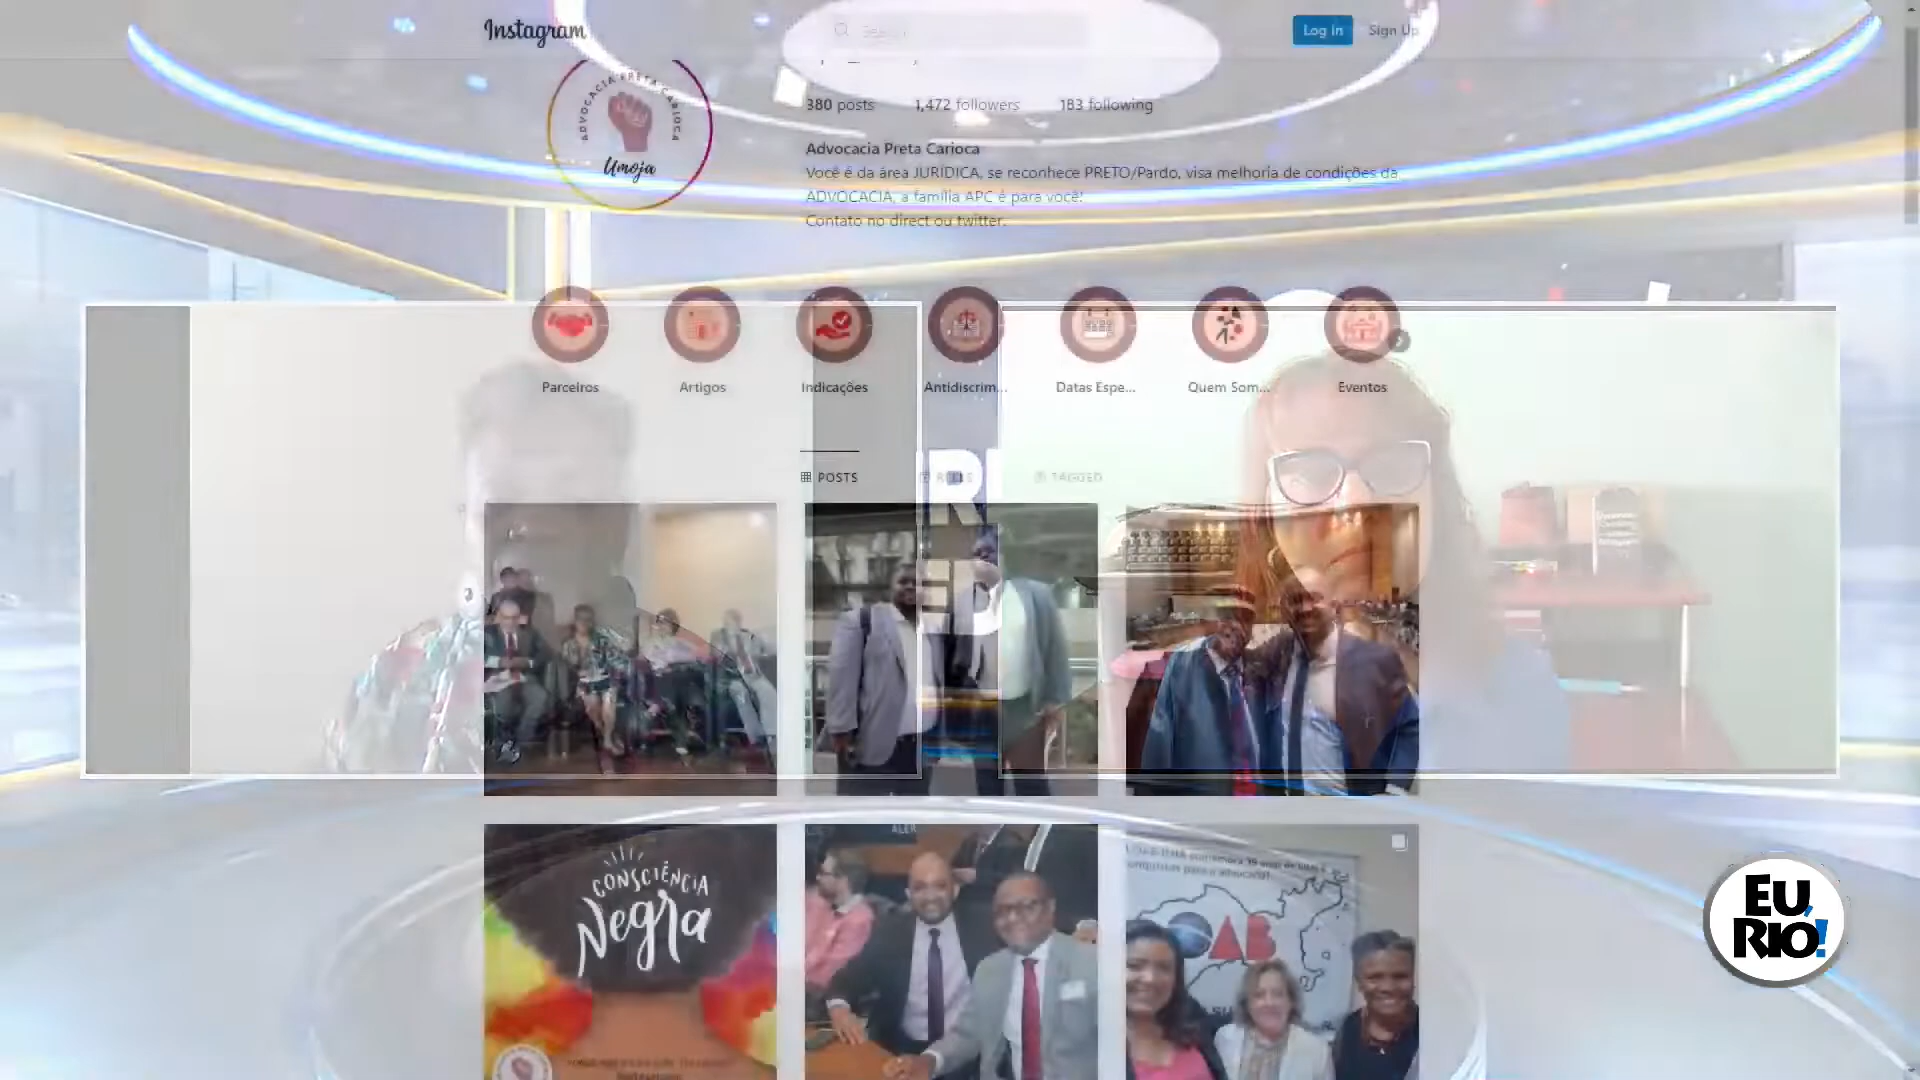 Instagram
Search
Log In
Sign Up
ADVOCACIA PRETA CARIOCA
Umoja
380 posts
1,472 followers
183 following
Advocacia Preta Carioca
Você é da área JURÍDICA, se reconhece PRETO/Pardo, visa melhoria de condições da
ADVOCACIA, a família APC é para você!
Contato no direct ou twitter.
Parceiros
Artigos
Indicações
Antidiscrim...
Datas Espe...
Quem Som...
Eventos
POSTS
REELS
TAGGED
CONSCIÊNCIA
Negra
OAB
EU,
RIO!